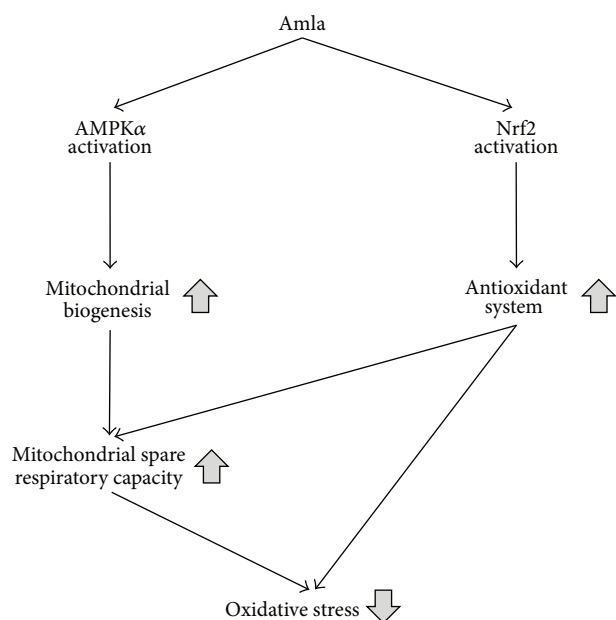 Amla
AMPKα
activation
Nrf2
activation
Mitochondrial
biogenesis
Antioxidant
system
Mitochondrial spare
respiratory capacity
Oxidative stress